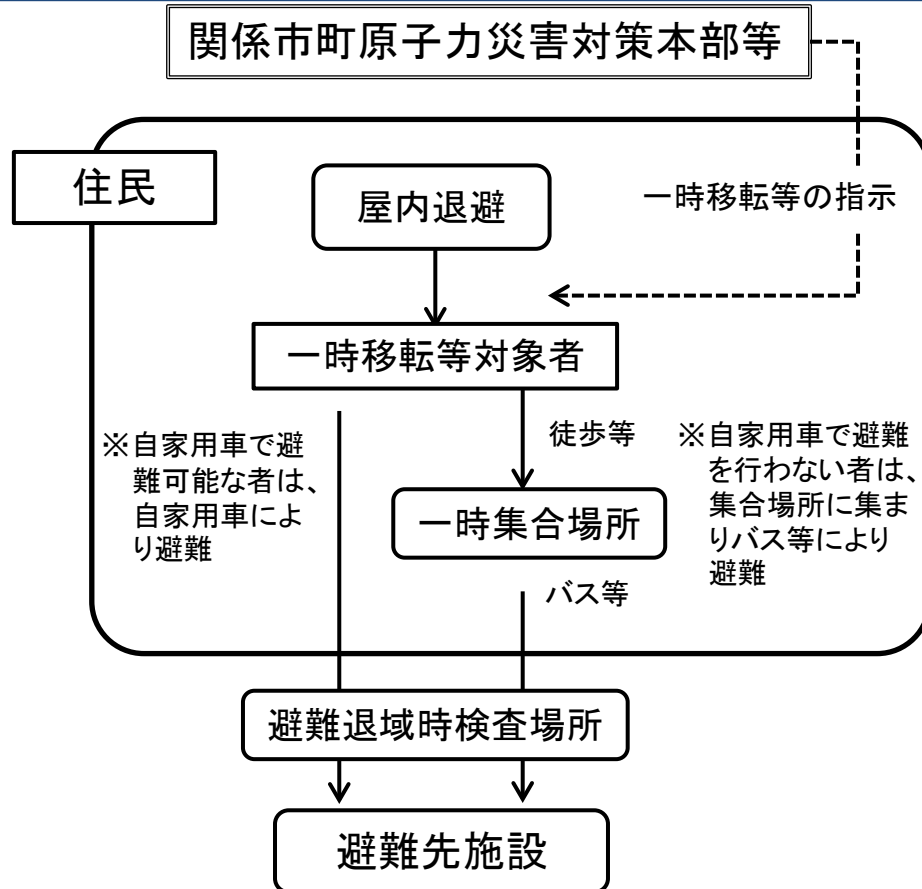 関係市町原子力災害対策本部等
住民
屋内退避
一時移転等の指示
一時移転等対象者
※自家用車で避
難可能な者は、
自家用車によ
り避難
徒歩等
※自家用車で避難
を行わない者は、
集合場所に集ま
りバス等により
避難
一時集合場所
バス等
避難退域時検査場所
避難先施設